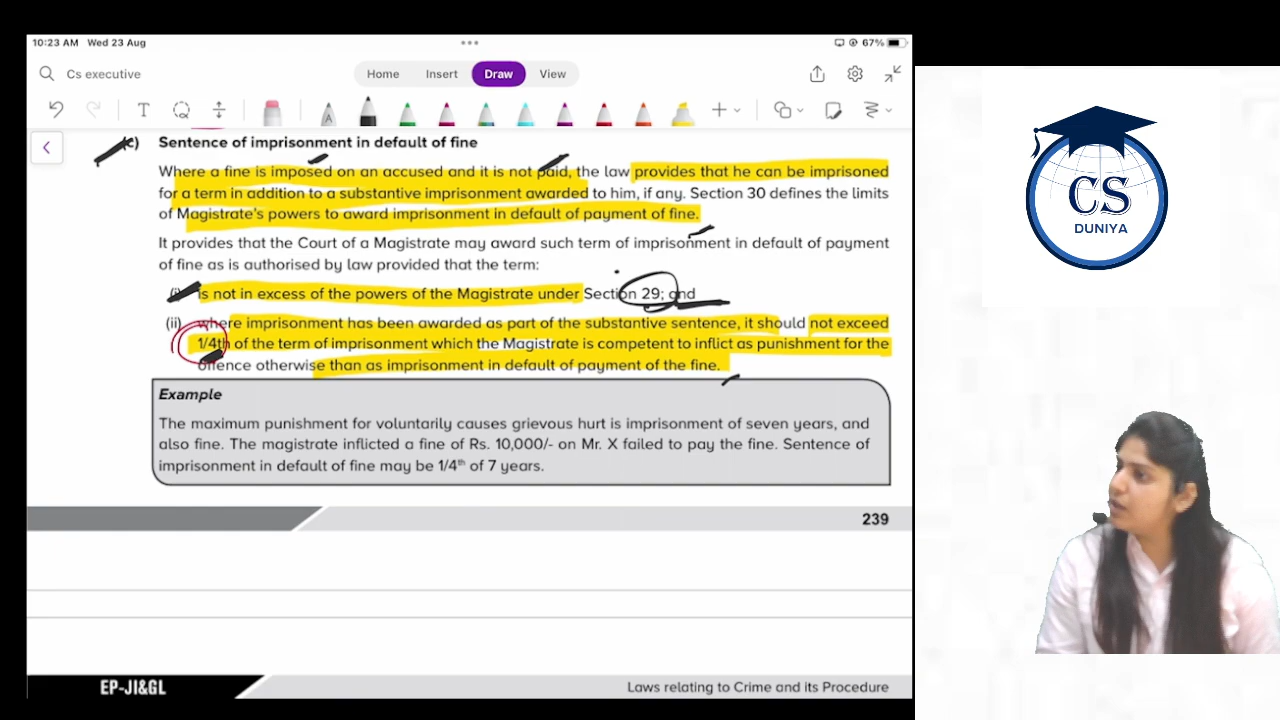 10:23 AM Wed 23 Aug
67%
Cs executive
Home Insert Draw View
T
A
(c) Sentence of imprisonment in default of fine
Where a fine is imposed on an accused and it is not paid, the law provides that he can be imprisoned
for a term in addition to a substantive imprisonment awarded to him, if any. Section 30 defines the limits
of Magistrate's powers to award imprisonment in default of payment of fine.
It provides that the Court of a Magistrate may award such term of imprisonment in default of payment
of fine as is authorised by law provided that the term:
(i) is not in excess of the powers of the Magistrate under Section 29; and
(ii) where imprisonment has been awarded as part of the substantive sentence, it should not exceed
1/4th of the term of imprisonment which the Magistrate is competent to inflict as punishment for the
offence otherwise than as imprisonment in default of payment of the fine.
Example
The maximum punishment for voluntarily causes grievous hurt is imprisonment of seven years, and
also fine. The magistrate inflicted a fine of Rs. 10,000/- on Mr. X failed to pay the fine. Sentence of
imprisonment in default of fine may be 1/4th of 7 years.
239
EP-JI&GL
Laws relating to Crime and its Procedure
CS
DUNIYA